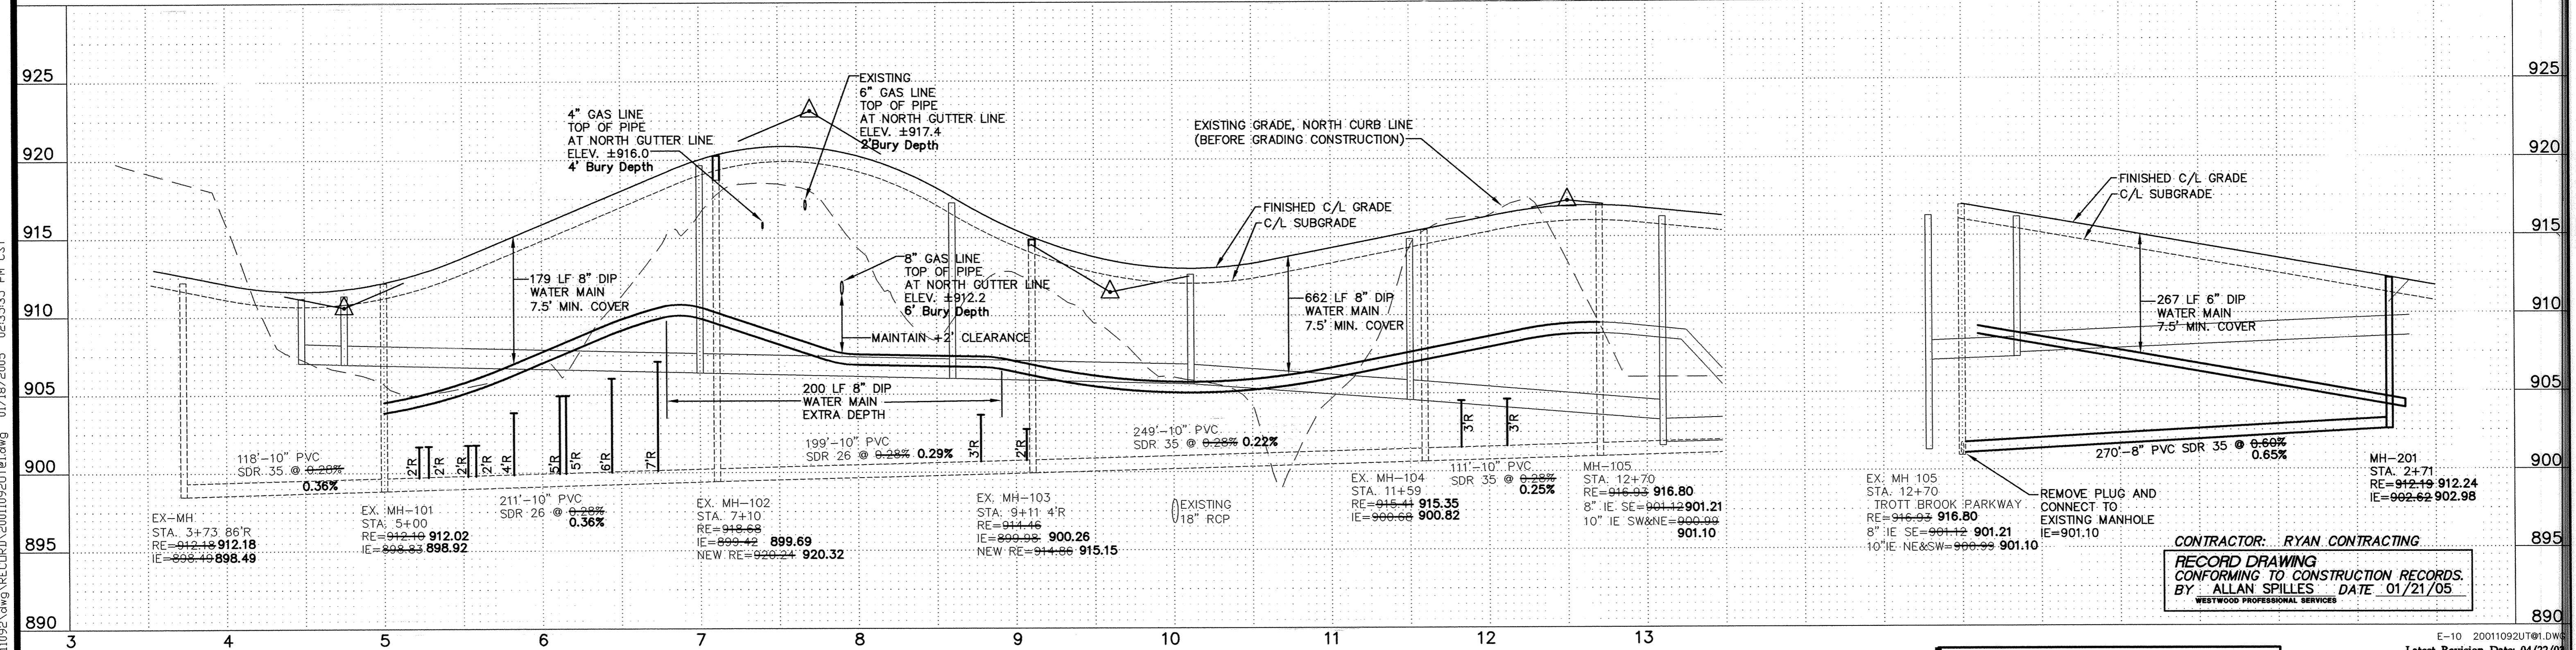 925
920
915
910
905
900
895
890
925
920
915
910
905
900
895
890
4" GAS LINE
TOP OF PIPE
AT NORTH GUTTER LINE
ELEV. ±916.0
4' Bury Depth
EXISTING
6" GAS LINE
TOP OF PIPE
AT NORTH GUTTER LINE
ELEV. ±917.4
2'Bury Depth
EXISTING GRADE, NORTH CURB LINE
(BEFORE GRADING CONSTRUCTION)
FINISHED C/L GRADE
C/L SUBGRADE
FINISHED C/L GRADE
C/L SUBGRADE
179 LF 8" DIP
WATER MAIN
7.5' MIN. COVER
8" GAS LINE
TOP OF PIPE
AT NORTH GUTTER LINE
ELEV. ±912.2
6' Bury Depth
MAINTAIN +2' CLEARANCE
662 LF 8" DIP
WATER MAIN
7.5' MIN. COVER
267 LF 6" DIP
WATER MAIN
7.5' MIN. COVER
200 LF 8" DIP
WATER MAIN
EXTRA DEPTH
2'R
2'R
2'R
2'R
4'R
5'R
5'R
6'R
7'R
3'R
2'R
3'R
3'R
118'-10" PVC
SDR 35 @ 0.28%
0.36%
211'-10" PVC
SDR 26 @ 0.28%
0.36%
199'-10" PVC
SDR 26 @ 0.28% 0.29%
249'-10" PVC
SDR 35 @ 0.28% 0.22%
111'-10" PVC
SDR 35 @ 0.28%
0.25%
270'-8" PVC SDR 35 @ 0.60%
0.65%
EX-MH
STA. 3+73 86'R
RE=912.18 912.18
IE=898.49 898.49
EX. MH-101
STA. 5+00
RE=912.10 912.02
IE=898.83 898.92
EX. MH-102
STA. 7+10
RE=918.68
IE=899.42 899.69
NEW RE=920.24 920.32
EX. MH-103
STA. 9+11 4'R
RE=914.46
IE=899.98 900.26
NEW RE=914.86 915.15
EXISTING
18" RCP
EX. MH-104
STA. 11+59
RE=915.41 915.35
IE=900.68 900.82
MH-105
STA. 12+70
RE=916.93 916.80
8" IE SE=901.12 901.21
10" IE SW&NE=900.99
901.10
EX. MH 105
STA. 12+70
TROTT BROOK PARKWAY
RE=916.93 916.80
8" IE SE=901.12 901.21
10"IE NE&SW=900.99 901.10
REMOVE PLUG AND
CONNECT TO
EXISTING MANHOLE
IE=901.10
MH-201
STA. 2+71
RE=912.19 912.24
IE=902.62 902.98
CONTRACTOR: RYAN CONTRACTING
RECORD DRAWING
CONFORMING TO CONSTRUCTION RECORDS.
BY ALLAN SPILLES DATE 01/21/05
WESTWOOD PROFESSIONAL SERVICES
3 4 5 6 7 8 9 10 11 12 13
E-10 20011092UT01.DWG